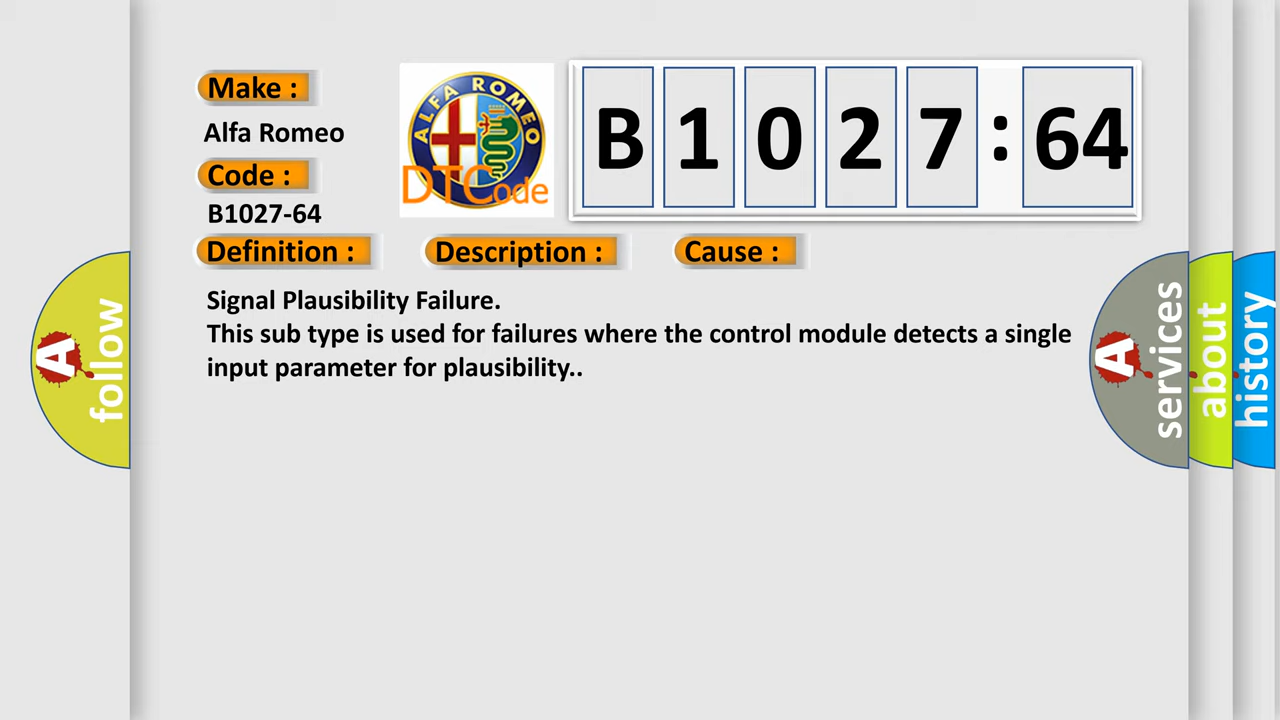 Make :
Alfa Romeo
Code :
B1027-64
ALFA ROMEO
DTCode
B 1 0 2 7 : 64
Definition :
Description :
Cause :
Signal Plausibility Failure.
This sub type is used for failures where the control module detects a single
input parameter for plausibility..
A follow
A services
about
history